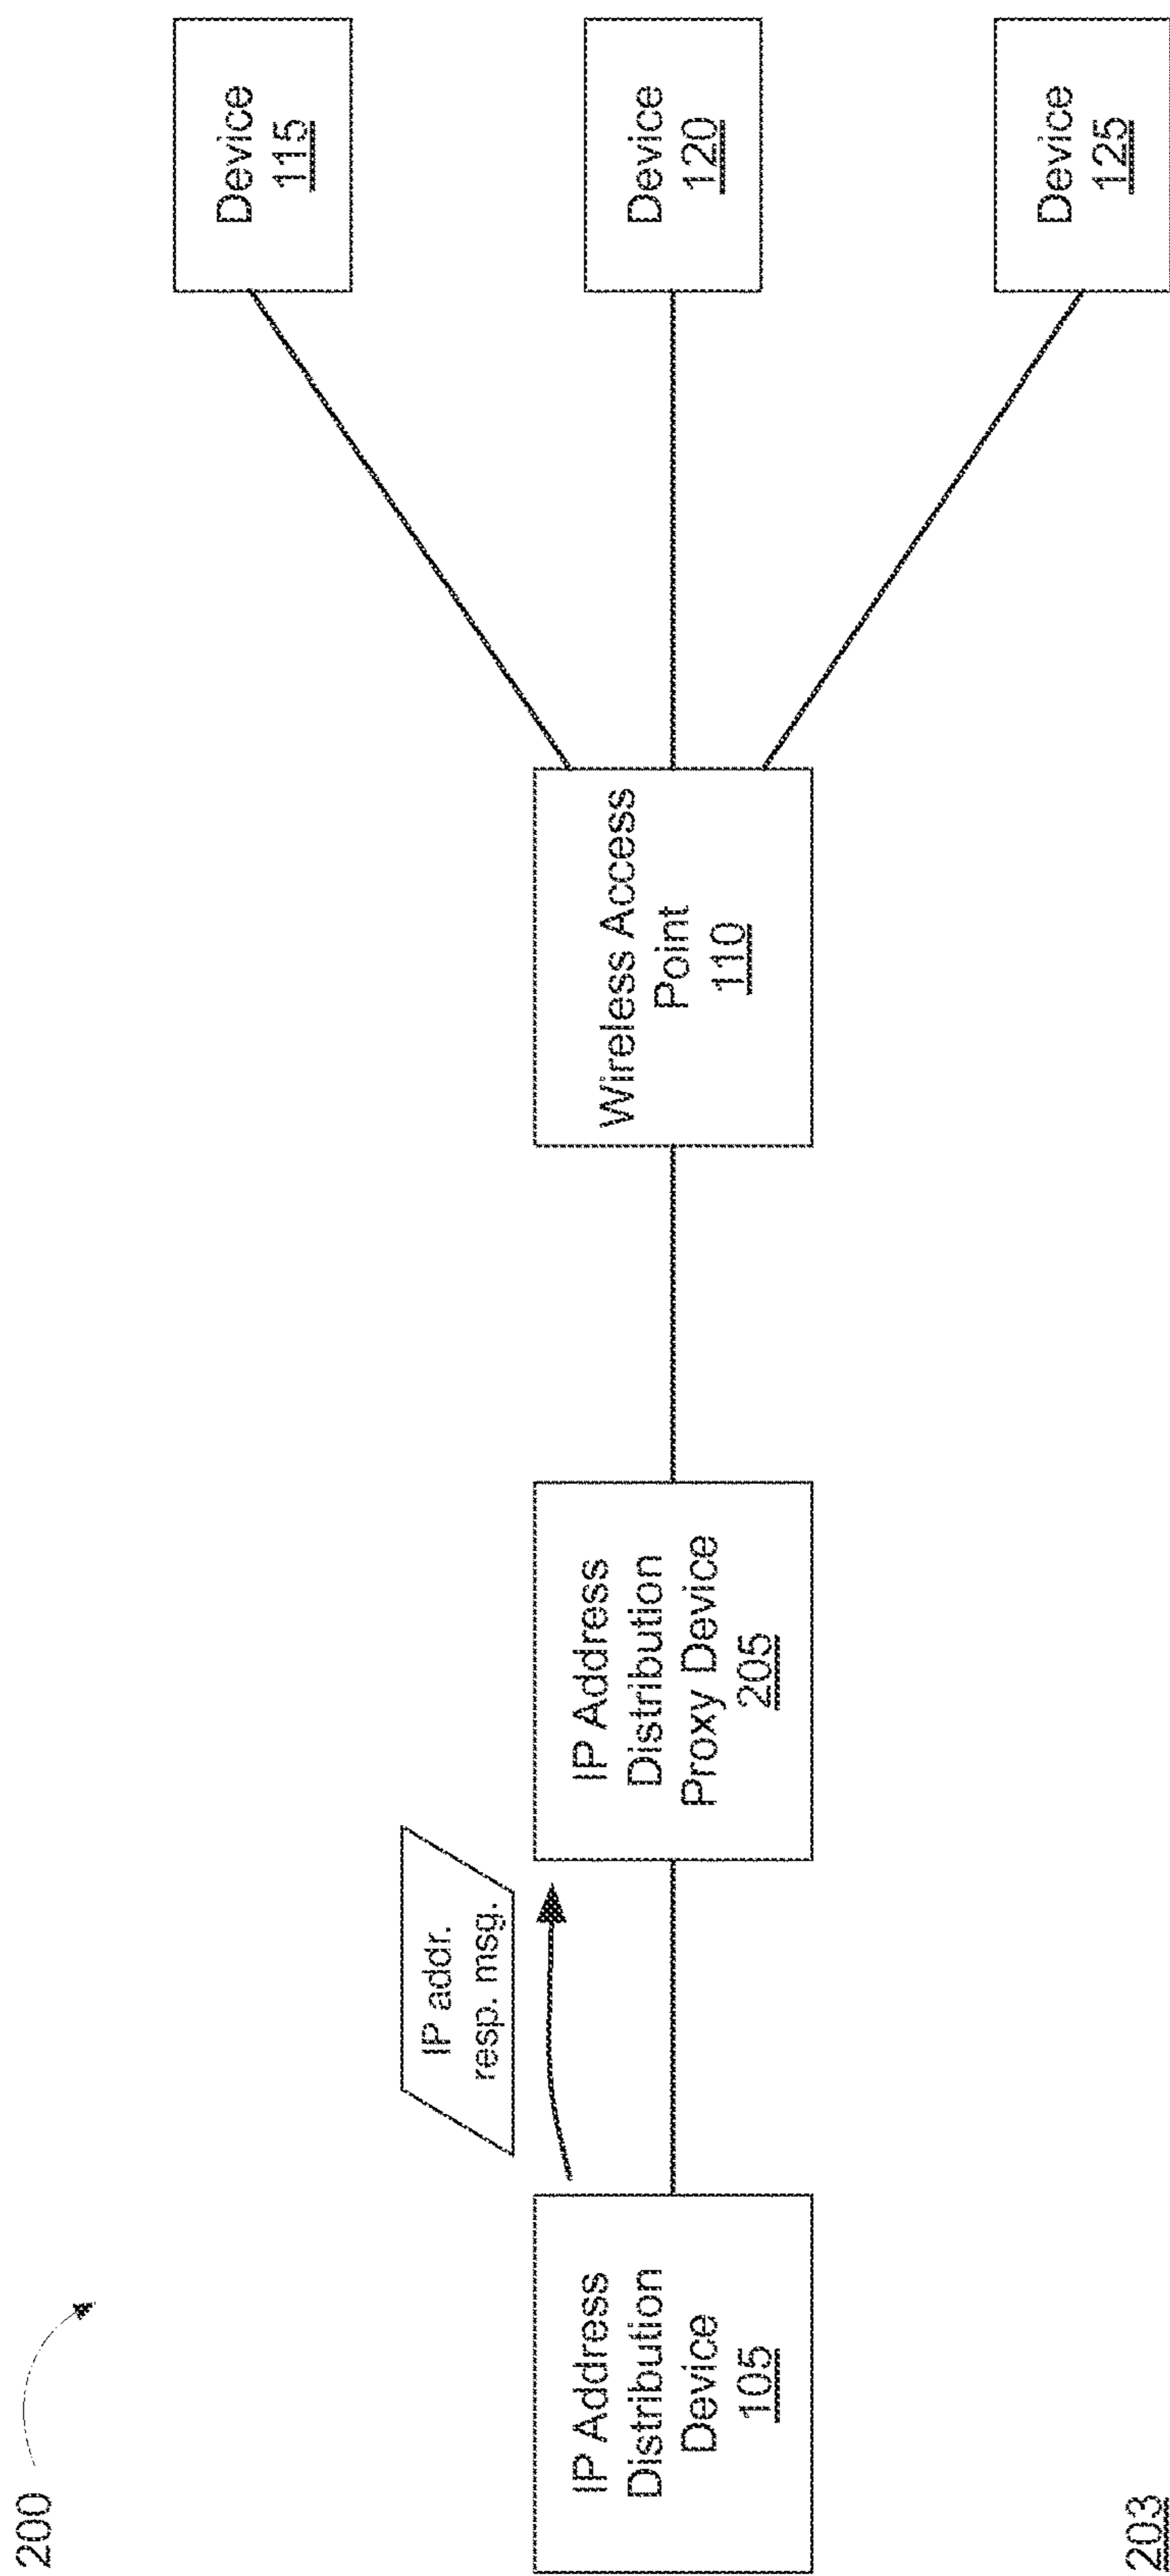 200
IP addr.
resp. msg.
IP Address
Distribution
Device
105
IP Address
Distribution
Proxy Device
205
Wireless Access
Point
110
Device
115
Device
120
Device
125
203